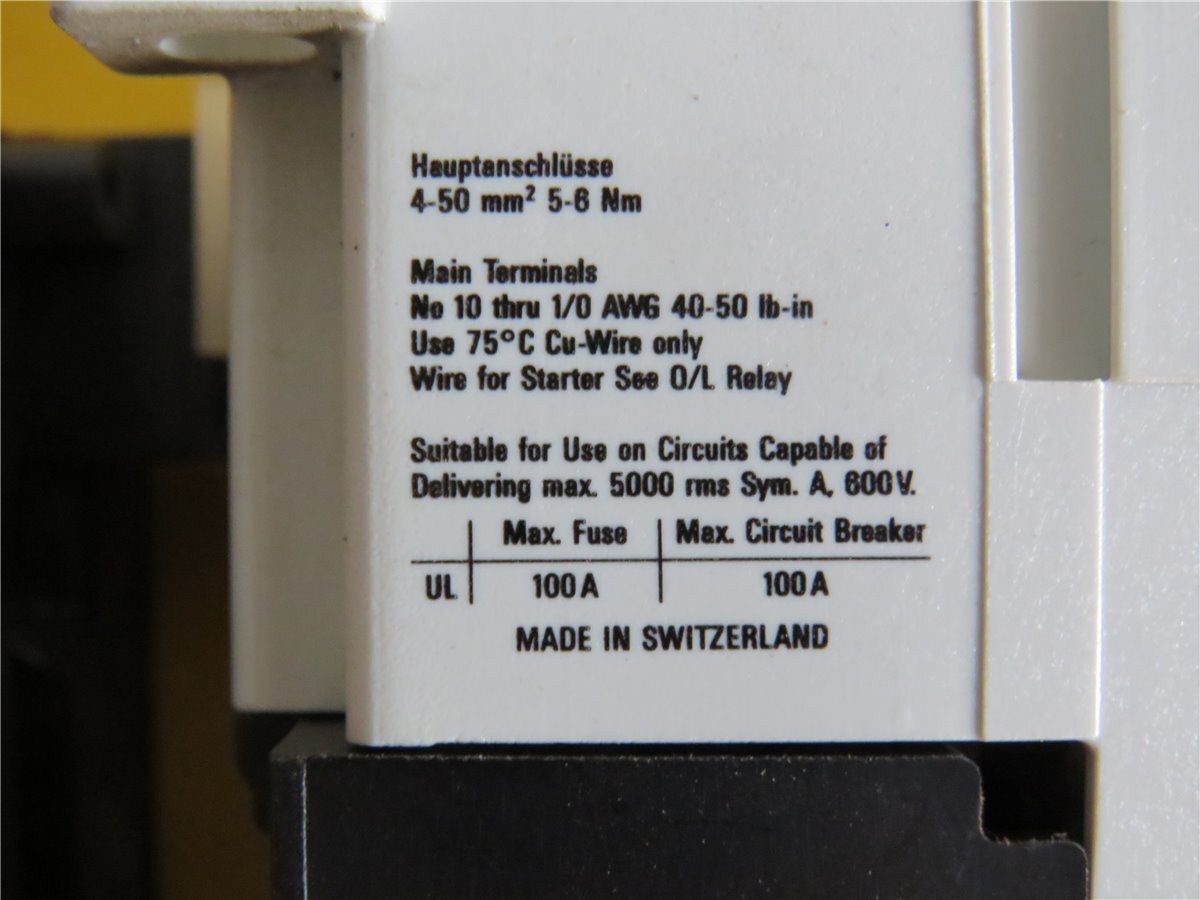 Hauptanschlüsse
4-50 mm² 5-6 Nm
Main Terminals
No 10 thru 1/0 AWG 40-50 lb-in
Use 75°C Cu-Wire only
Wire for Starter See O/L Relay
Suitable for Use on Circuits Capable of
Delivering max. 5000 rms Sym. A, 600V.
Max. Fuse Max. Circuit Breaker
UL 100A 100A
MADE IN SWITZERLAND